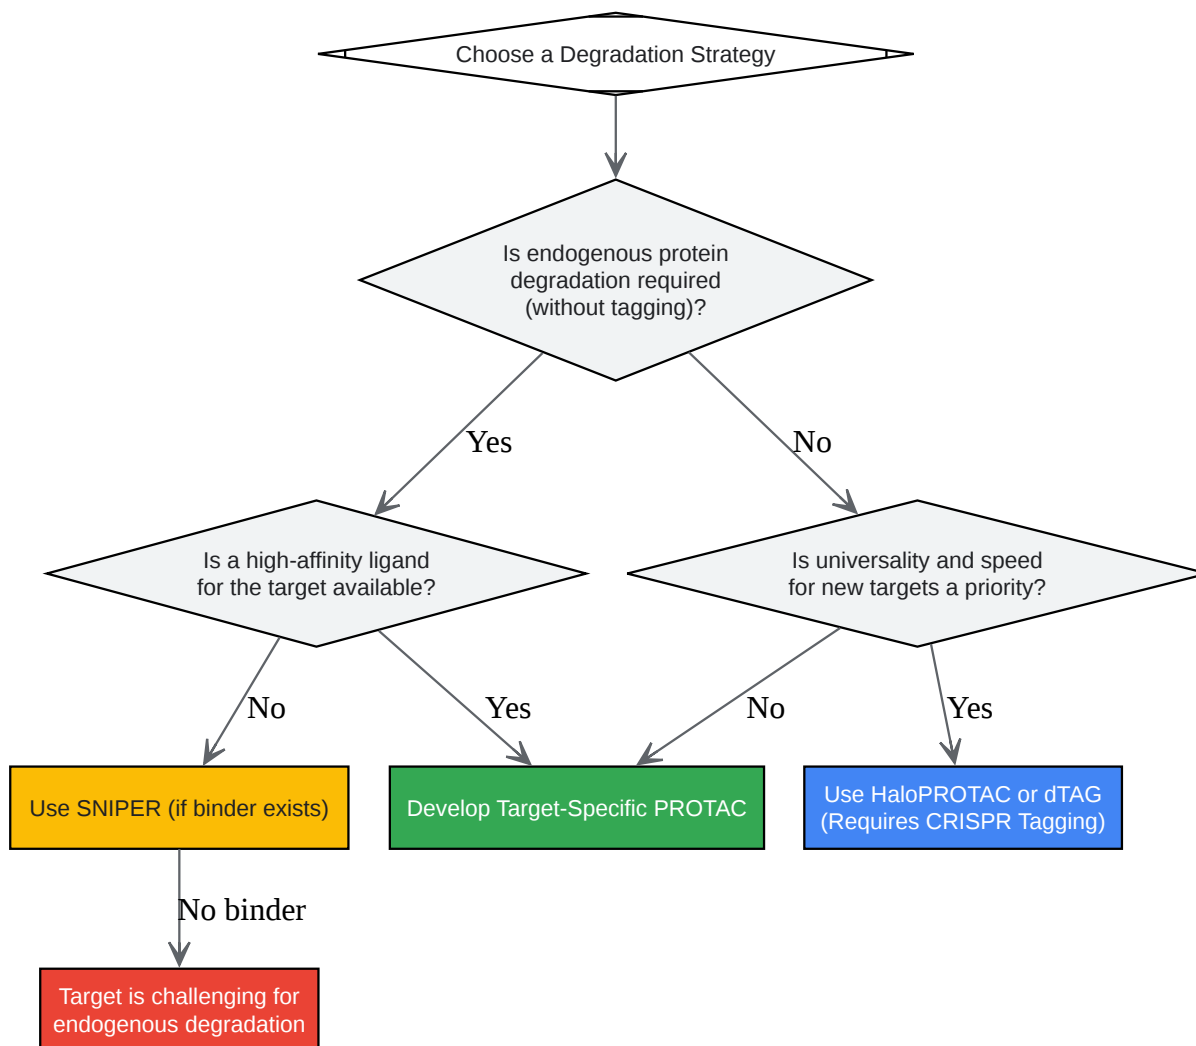 Choose a Degradation Strategy
Is endogenous protein
degradation required
(without tagging)?
Yes
No
Is a high-affinity ligand
for the target available?
Is universality and speed
for new targets a priority?
No
Yes
No
Yes
Use SNIPER (if binder exists)
Develop Target-Specific PROTAC
Use HaloPROTAC or dTAG
(Requires CRISPR Tagging)
No binder
Target is challenging for
endogenous degradation